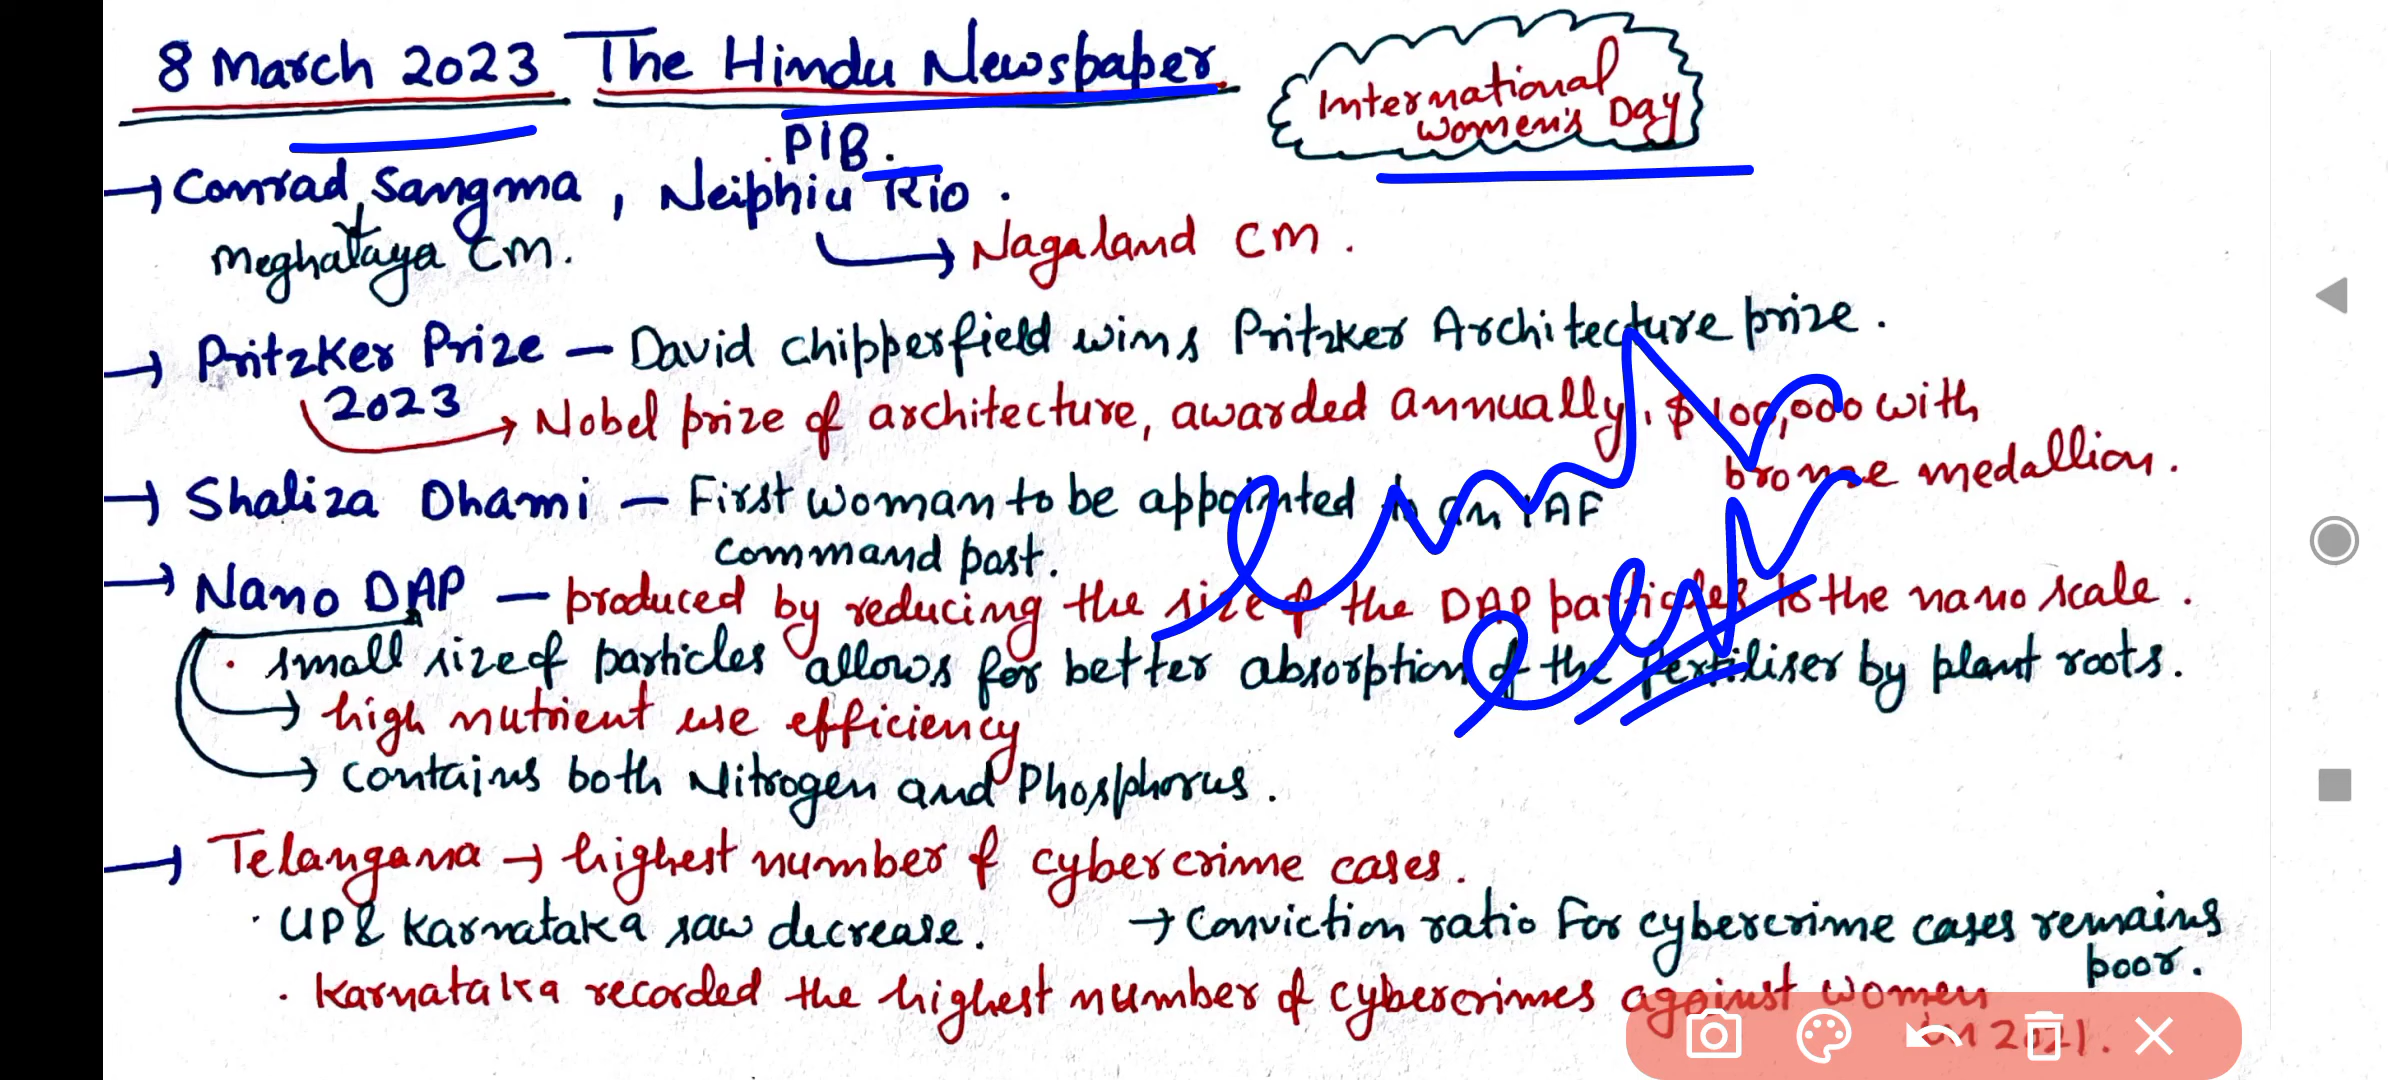 8 March 2023 The Hindu Newspaper
International
Women's Day
PIB.
→ Conrad Sangma, Neiphiu Rio.
Meghalaya CM.
→ Nagaland CM.
→ Pritzker Prize — David Chipperfield wins Pritzker Architecture prize.
2023 → Nobel prize of architecture, awarded annually, $100,000 with
bronze medallion.
→ Shaliza Dhami — First woman to be appointed to an IAF
command post.
→ Nano DAP — produced by reducing the size of the DAP particles to the nano scale.
• small size of particles allows for better absorption of the fertiliser by plant roots.
→ high nutrient use efficiency
→ contains both Nitrogen and Phosphorus.
→ Telangana → highest number of cybercrime cases.
• UP & Karnataka saw decrease. → Conviction ratio For cybercrime cases remains
poor.
• Karnataka recorded the highest number of cybercrimes against women
in 2021.